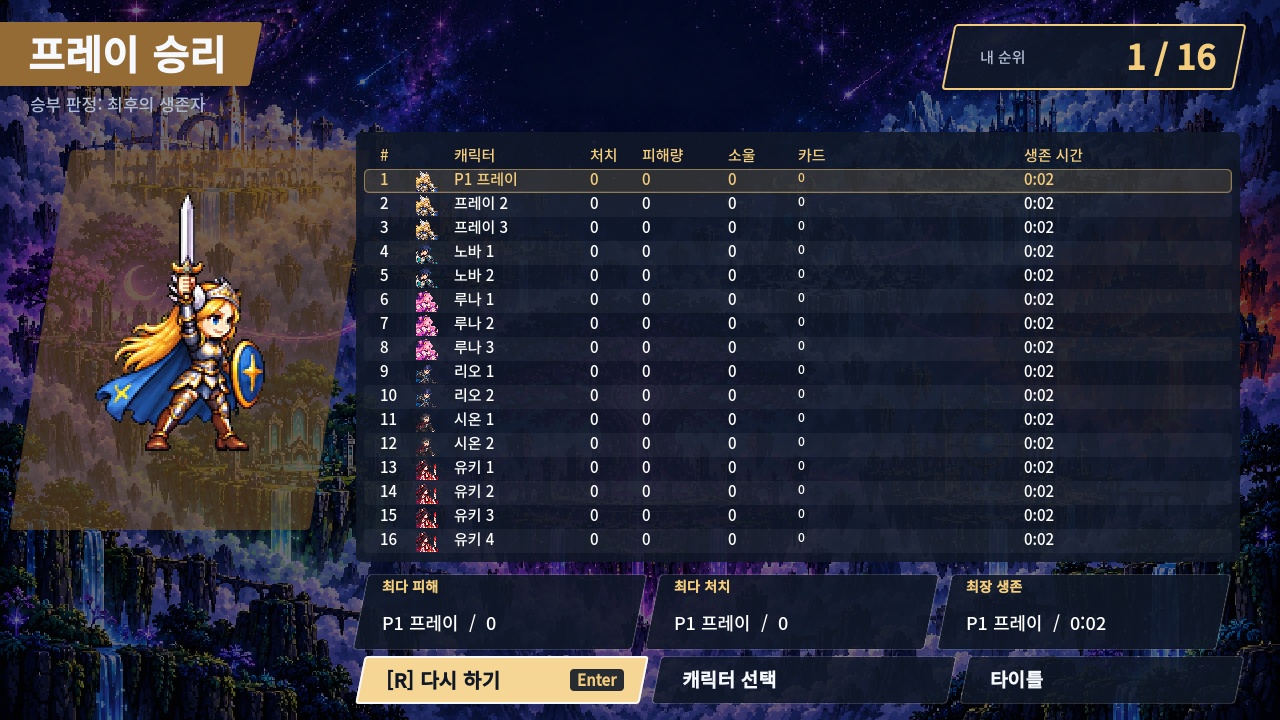 프레이 승리
승부 판정: 최후의 생존자
내 순위 1 / 16
# 캐릭터 처치 피해량 소울 카드 생존 시간
1 P1 프레이 0 0 0 0 0:02
2 프레이 2 0 0 0 0 0:02
3 프레이 3 0 0 0 0 0:02
4 노바 1 0 0 0 0 0:02
5 노바 2 0 0 0 0 0:02
6 루나 1 0 0 0 0 0:02
7 루나 2 0 0 0 0 0:02
8 루나 3 0 0 0 0 0:02
9 리오 1 0 0 0 0 0:02
10 리오 2 0 0 0 0 0:02
11 시온 1 0 0 0 0 0:02
12 시온 2 0 0 0 0 0:02
13 유키 1 0 0 0 0 0:02
14 유키 2 0 0 0 0 0:02
15 유키 3 0 0 0 0 0:02
16 유키 4 0 0 0 0 0:02
최다 피해 최다 처치 최장 생존
P1 프레이 / 0 P1 프레이 / 0 P1 프레이 / 0:02
[R] 다시 하기 Enter 캐릭터 선택 타이틀